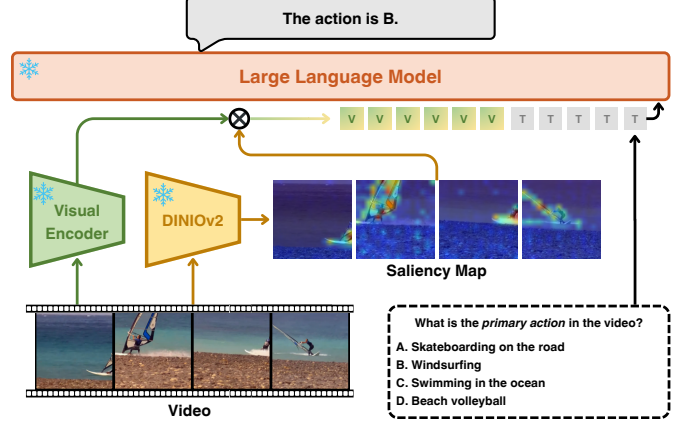 The action is B.
Large Language Model
V V V V V V T T T T T
Visual
Encoder
DINIOv2
Saliency Map
Video
What is the primary action in the video?
A. Skateboarding on the road
B. Windsurfing
C. Swimming in the ocean
D. Beach volleyball